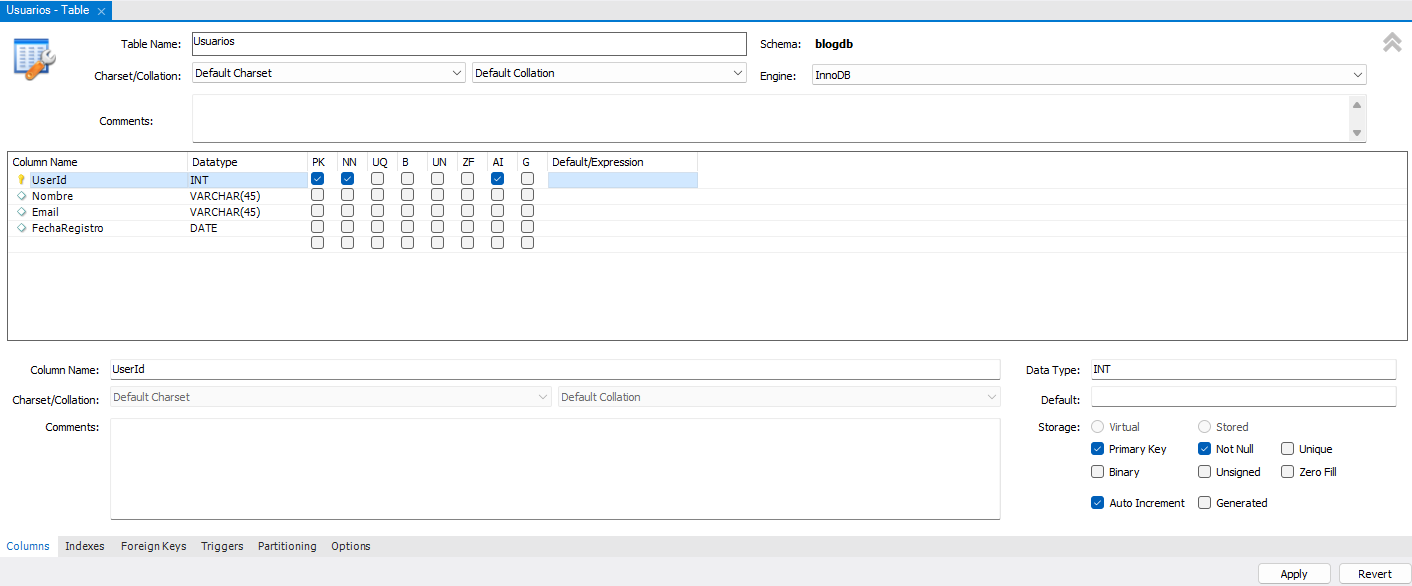 Usuarios - Table
Table Name: Usuarios Schema: blogdb
Charset/Collation: Default Charset Default Collation Engine: InnoDB
Comments:
Column Name Datatype PK NN UQ B UN ZF AI G Default/Expression
UserId INT
Nombre VARCHAR(45)
Email VARCHAR(45)
FechaRegistro DATE
Column Name: UserId Data Type: INT
Charset/Collation: Default Charset Default Collation Default:
Comments: Storage: Virtual Stored
Primary Key Not Null Unique
Binary Unsigned Zero Fill
Auto Increment Generated
Columns Indexes Foreign Keys Triggers Partitioning Options
Apply Revert